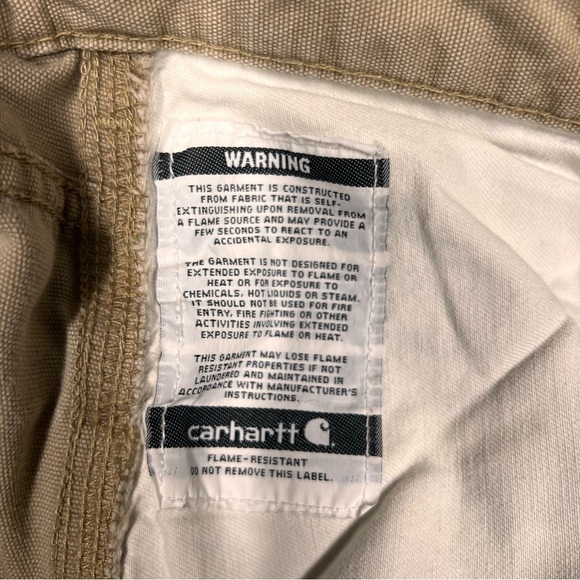 WARNING
THIS GARMENT IS CONSTRUCTED
FROM FABRIC THAT IS SELF-
EXTINGUISHING UPON REMOVAL FROM
A FLAME SOURCE AND MAY PROVIDE A
FEW SECONDS TO REACT TO AN
ACCIDENTAL EXPOSURE.
THE GARMENT IS NOT DESIGNED FOR
EXTENDED EXPOSURE TO FLAME OR
HEAT OR FOR EXPOSURE TO
CHEMICALS, HOT LIQUIDS OR STEAM.
IT SHOULD NOT BE USED FOR FIRE
ENTRY, FIRE FIGHTING OR OTHER
ACTIVITIES INVOLVING EXTENDED
EXPOSURE TO FLAME OR HEAT.
THIS GARMENT MAY LOSE FLAME
RESISTANT PROPERTIES IF NOT
LAUNDERED AND MAINTAINED IN
ACCORDANCE WITH MANUFACTURER'S
INSTRUCTIONS.
carhartt
FLAME-RESISTANT
DO NOT REMOVE THIS LABEL.